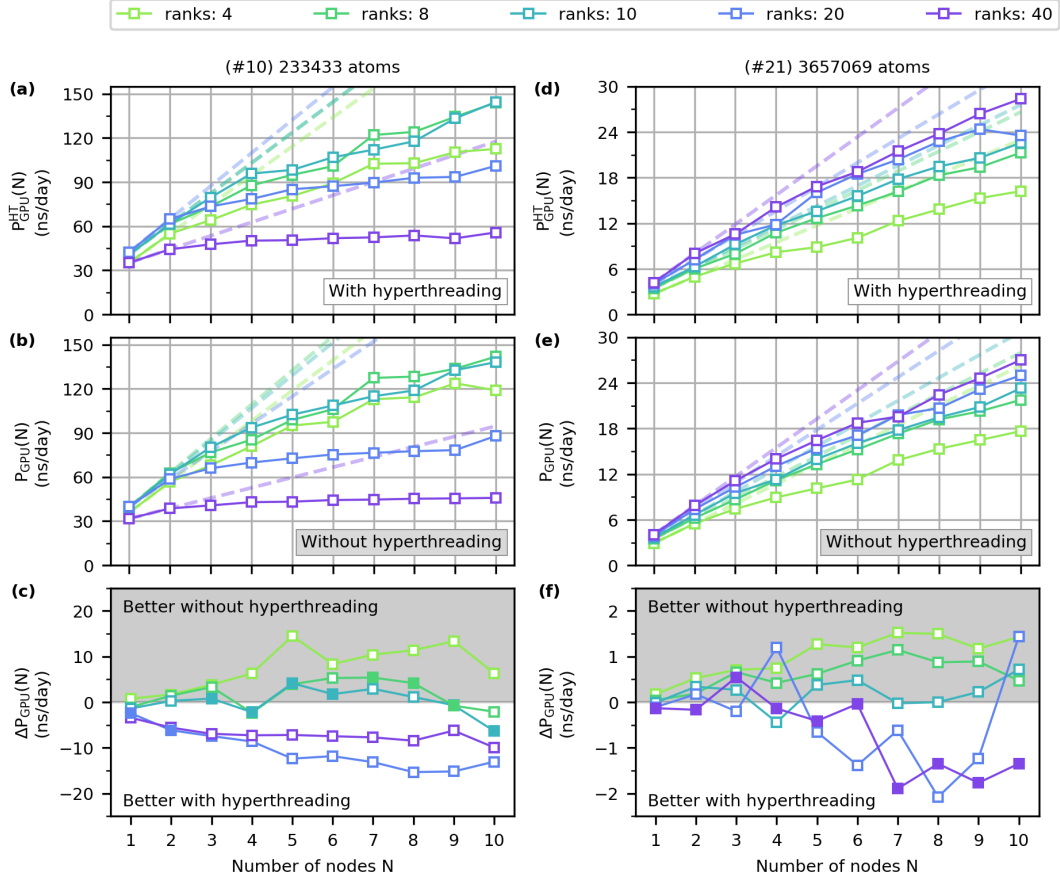 ranks: 4 ranks: 8 ranks: 10 ranks: 20 ranks: 40
(a) (#10) 233433 atoms
150
120
90
60
30
0
P^HT_GPU(N)
(ns/day)
With hyperthreading
(d) (#21) 3657069 atoms
30
24
18
12
6
0
P^HT_GPU(N)
(ns/day)
With hyperthreading
(b)
150
120
90
60
30
0
P_GPU(N)
(ns/day)
Without hyperthreading
(e)
30
24
18
12
6
0
P_GPU(N)
(ns/day)
Without hyperthreading
(c)
Better without hyperthreading
20
10
0
−10
−20
ΔP_GPU(N)
(ns/day)
Better with hyperthreading
1 2 3 4 5 6 7 8 9 10
Number of nodes N
(f)
Better without hyperthreading
2
1
0
−1
−2
ΔP_GPU(N)
(ns/day)
Better with hyperthreading
1 2 3 4 5 6 7 8 9 10
Number of nodes N